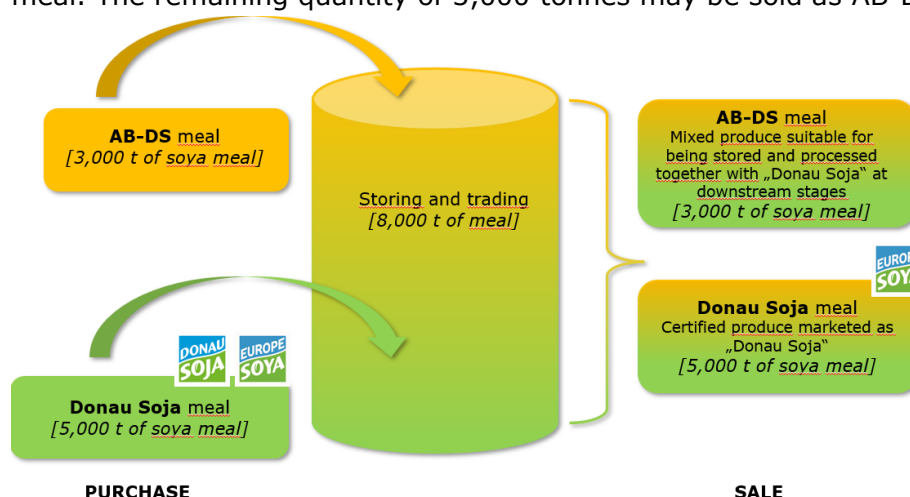 meal. The remaining quantity of 3,000 tonnes may be sold as AB-D
AB-DS meal
[3,000 t of soya meal]
Storing and trading
[8,000 t of meal]
AB-DS meal
Mixed produce suitable for
being stored and processed
together with „Donau Soja“ at
downstream stages
[3,000 t of soya meal]
DONAU
SOJA
EUROPE
SOYA
Donau Soja meal
[5,000 t of soya meal]
EUROPE
SOYA
Donau Soja meal
Certified produce marketed as
„Donau Soja“
[5,000 t of soya meal]
PURCHASE
SALE